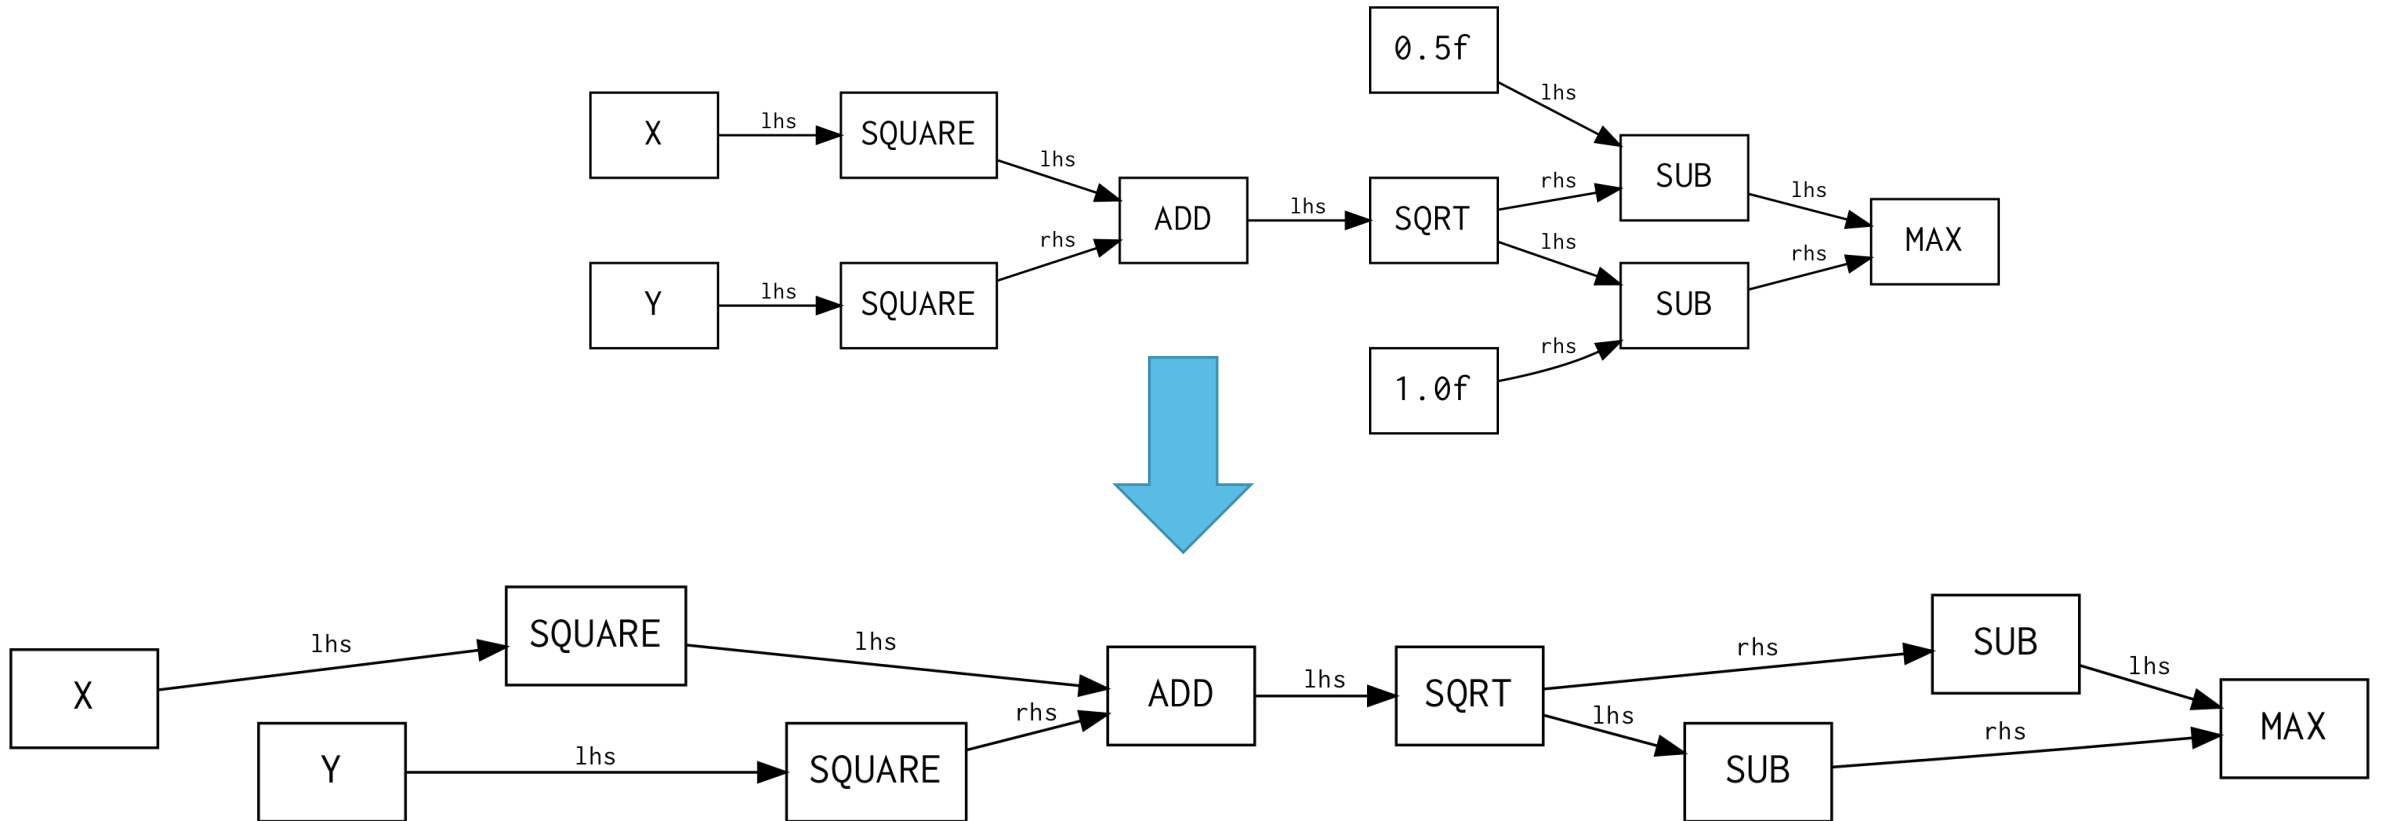 0.5f
lhs
X
lhs
SQUARE
lhs
SUB
lhs
rhs
ADD
lhs
SQRT
MAX
rhs
lhs
rhs
Y
lhs
SQUARE
SUB
rhs
1.0f
X
lhs
SQUARE
lhs
ADD
lhs
SQRT
rhs
SUB
lhs
MAX
Y
lhs
SQUARE
rhs
lhs
SUB
rhs